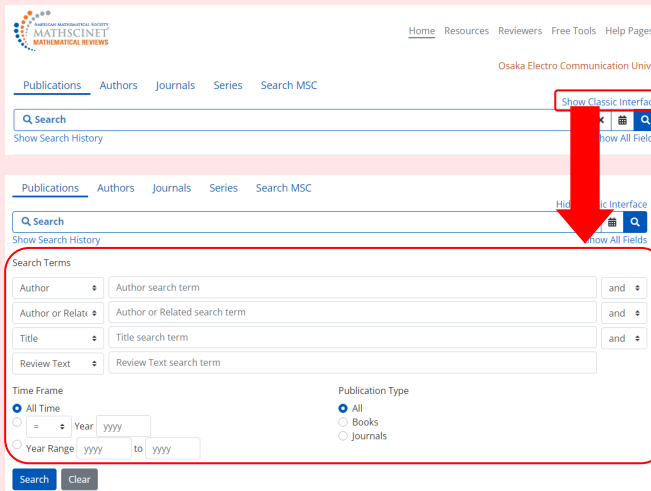 AMERICAN MATHEMATICAL SOCIETY
MATHSCINET
MATHEMATICAL REVIEWS
Home Resources Reviewers Free Tools Help Pages
Osaka Electro Communication Univ
Publications Authors Journals Series Search MSC
Show Classic Interfac
Search
Show Search History how All Field
Publications Authors Journals Series Search MSC
Hid ic Interface
Search
Show Search History how All Fields
Search Terms
Author Author search term and
Author or Relate Author or Related search term and
Title Title search term and
Review Text Review Text search term
Time Frame Publication Type
All Time All
= Year yyyy Books
Year Range yyyy to yyyy Journals
Search Clear